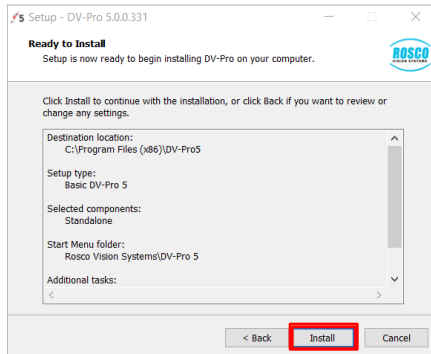 5 Setup - DV-Pro 5.0.0.331
Ready to Install
Setup is now ready to begin installing DV-Pro on your computer.
ROSCO
VISION SYSTEMS
Click Install to continue with the installation, or click Back if you want to review or
change any settings.
Destination location:
C:\Program Files (x86)\DV-Pro5
Setup type:
Basic DV-Pro 5
Selected components:
Standalone
Start Menu folder:
Rosco Vision Systems\DV-Pro 5
Additional tasks:
< Back
Install
Cancel